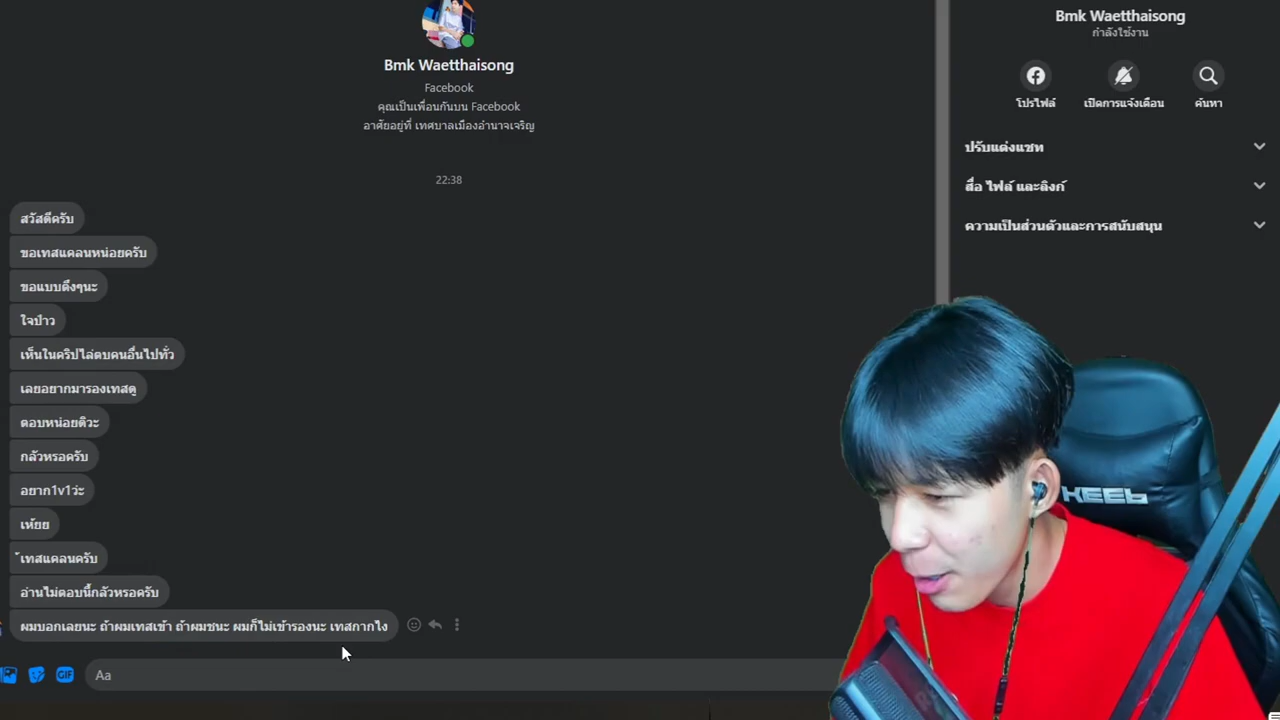 Bmk Waetthaisong
Facebook
คุณเป็นเพื่อนกันบน Facebook
อาศัยอยู่ที่ เทศบาลเมืองอำนาจเจริญ
22:38
สวัสดีครับ
ขอเทสแคลนหน่อยครับ
ขอแบบตึงๆนะ
ใจป่าว
เห็นในคริปไล่ตบคนอื่นไปทั่ว
เลยอยากมารองเทสดู
ตอบหน่อยติวะ
กลัวหรอครับ
อยาก1v1ว่ะ
เห้ยย
้เทสแคลนครับ
อ่านไม่ตอบนี้กลัวหรอครับ
ผมบอกเลยนะ ถ้าผมเทสเข้า ถ้าผมชนะ ผมก็ไม่เข้ารองนะ เทสกากไง
Aa
GIF
Bmk Waetthaisong
กำลังใช้งาน
โปรไฟล์
เปิดการแจ้งเตือน
ค้นหา
ปรับแต่งแชท
สื่อ ไฟล์ และลิงก์
ความเป็นส่วนตัวและการสนับสนุน
KEEB